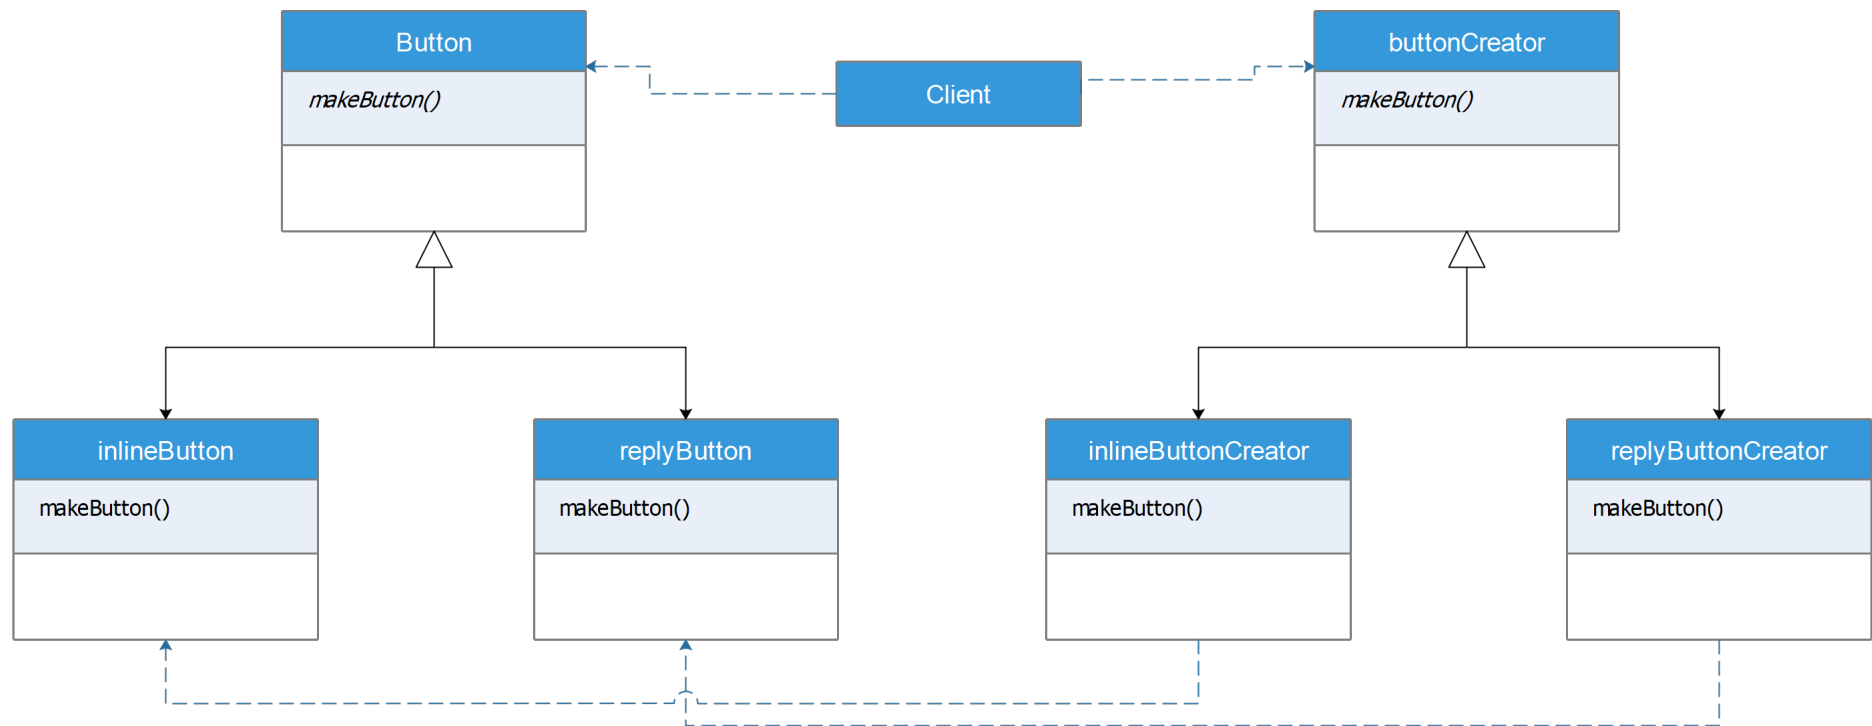 Button
makeButton()
Client
buttonCreator
makeButton()
inlineButton
makeButton()
replyButton
makeButton()
inlineButtonCreator
makeButton()
replyButtonCreator
makeButton()